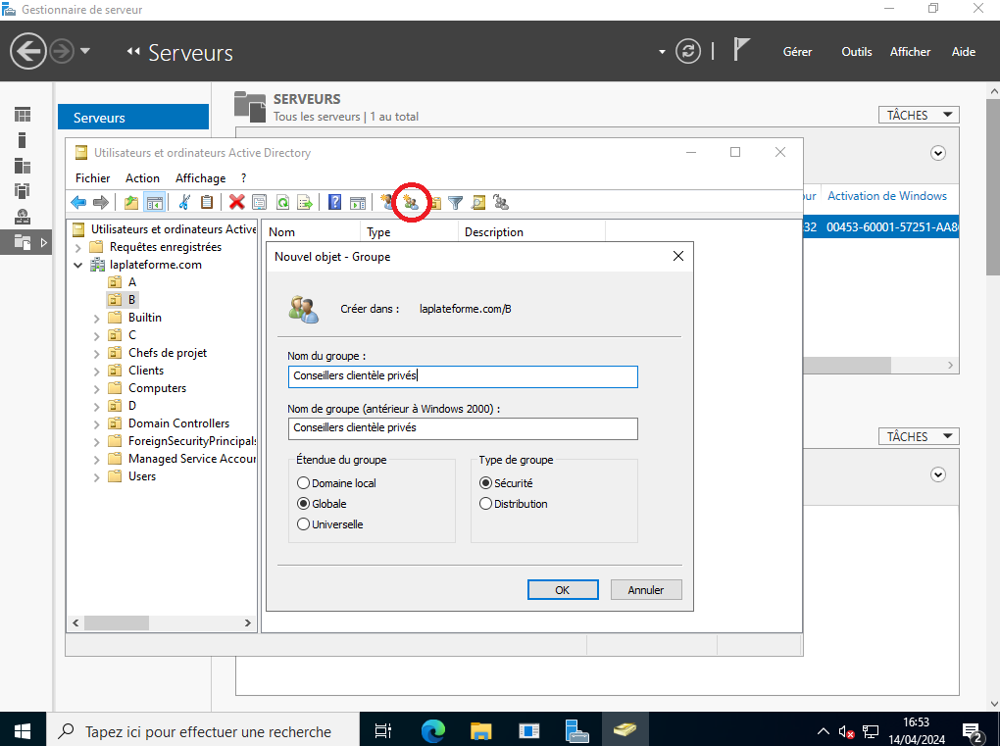 Gestionnaire de serveur
Serveurs
Gérer Outils Afficher Aide
Serveurs
SERVEURS
Tous les serveurs | 1 au total
TÂCHES
Utilisateurs et ordinateurs Active Directory
Fichier Action Affichage ?
Activation de Windows
32 00453-60001-57251-AA8
Utilisateurs et ordinateurs Active
Requêtes enregistrées
laplateforme.com
A
B
Builtin
C
Chefs de projet
Clients
Computers
D
Domain Controllers
ForeignSecurityPrincipals
Managed Service Accour
Users
Nom Type Description
Nouvel objet - Groupe
Créer dans : laplateforme.com/B
Nom du groupe :
Conseillers clientèle privés
Nom de groupe (antérieur à Windows 2000) :
Conseillers clientèle privés
Étendue du groupe
Domaine local
Globale
Universelle
Type de groupe
Sécurité
Distribution
OK Annuler
TÂCHES
Tapez ici pour effectuer une recherche
16:53
14/04/2024
2